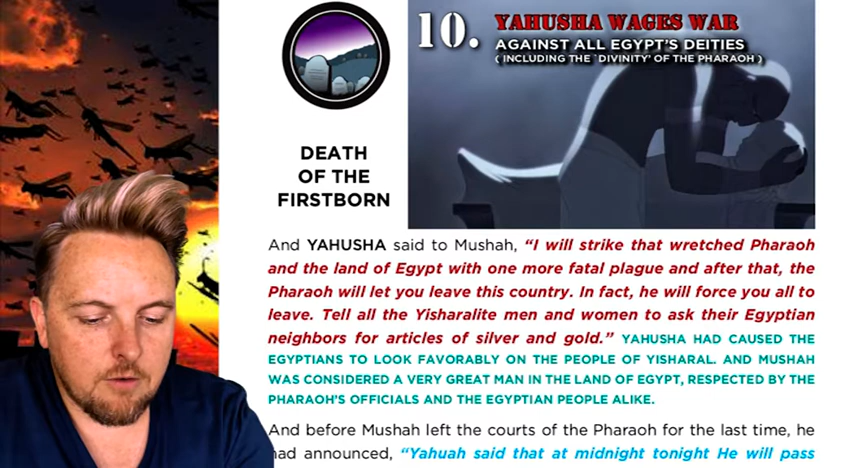 10. YAHUSHA WAGES WAR
AGAINST ALL EGYPT'S DEITIES
( INCLUDING THE `DIVINITY' OF THE PHARAOH )
DEATH
OF THE
FIRSTBORN
And YAHUSHA said to Mushah, “I will strike that wretched Pharaoh
and the land of Egypt with one more fatal plague and after that, the
Pharaoh will let you leave this country. In fact, he will force you all to
leave. Tell all the Yisharalite men and women to ask their Egyptian
neighbors for articles of silver and gold.” YAHUSHA HAD CAUSED THE
EGYPTIANS TO LOOK FAVORABLY ON THE PEOPLE OF YISHARAL. AND MUSHAH
WAS CONSIDERED A VERY GREAT MAN IN THE LAND OF EGYPT, RESPECTED BY THE
PHARAOH'S OFFICIALS AND THE EGYPTIAN PEOPLE ALIKE.
And before Mushah left the courts of the Pharaoh for the last time, he
had announced, “Yahuah said that at midnight tonight He will pass